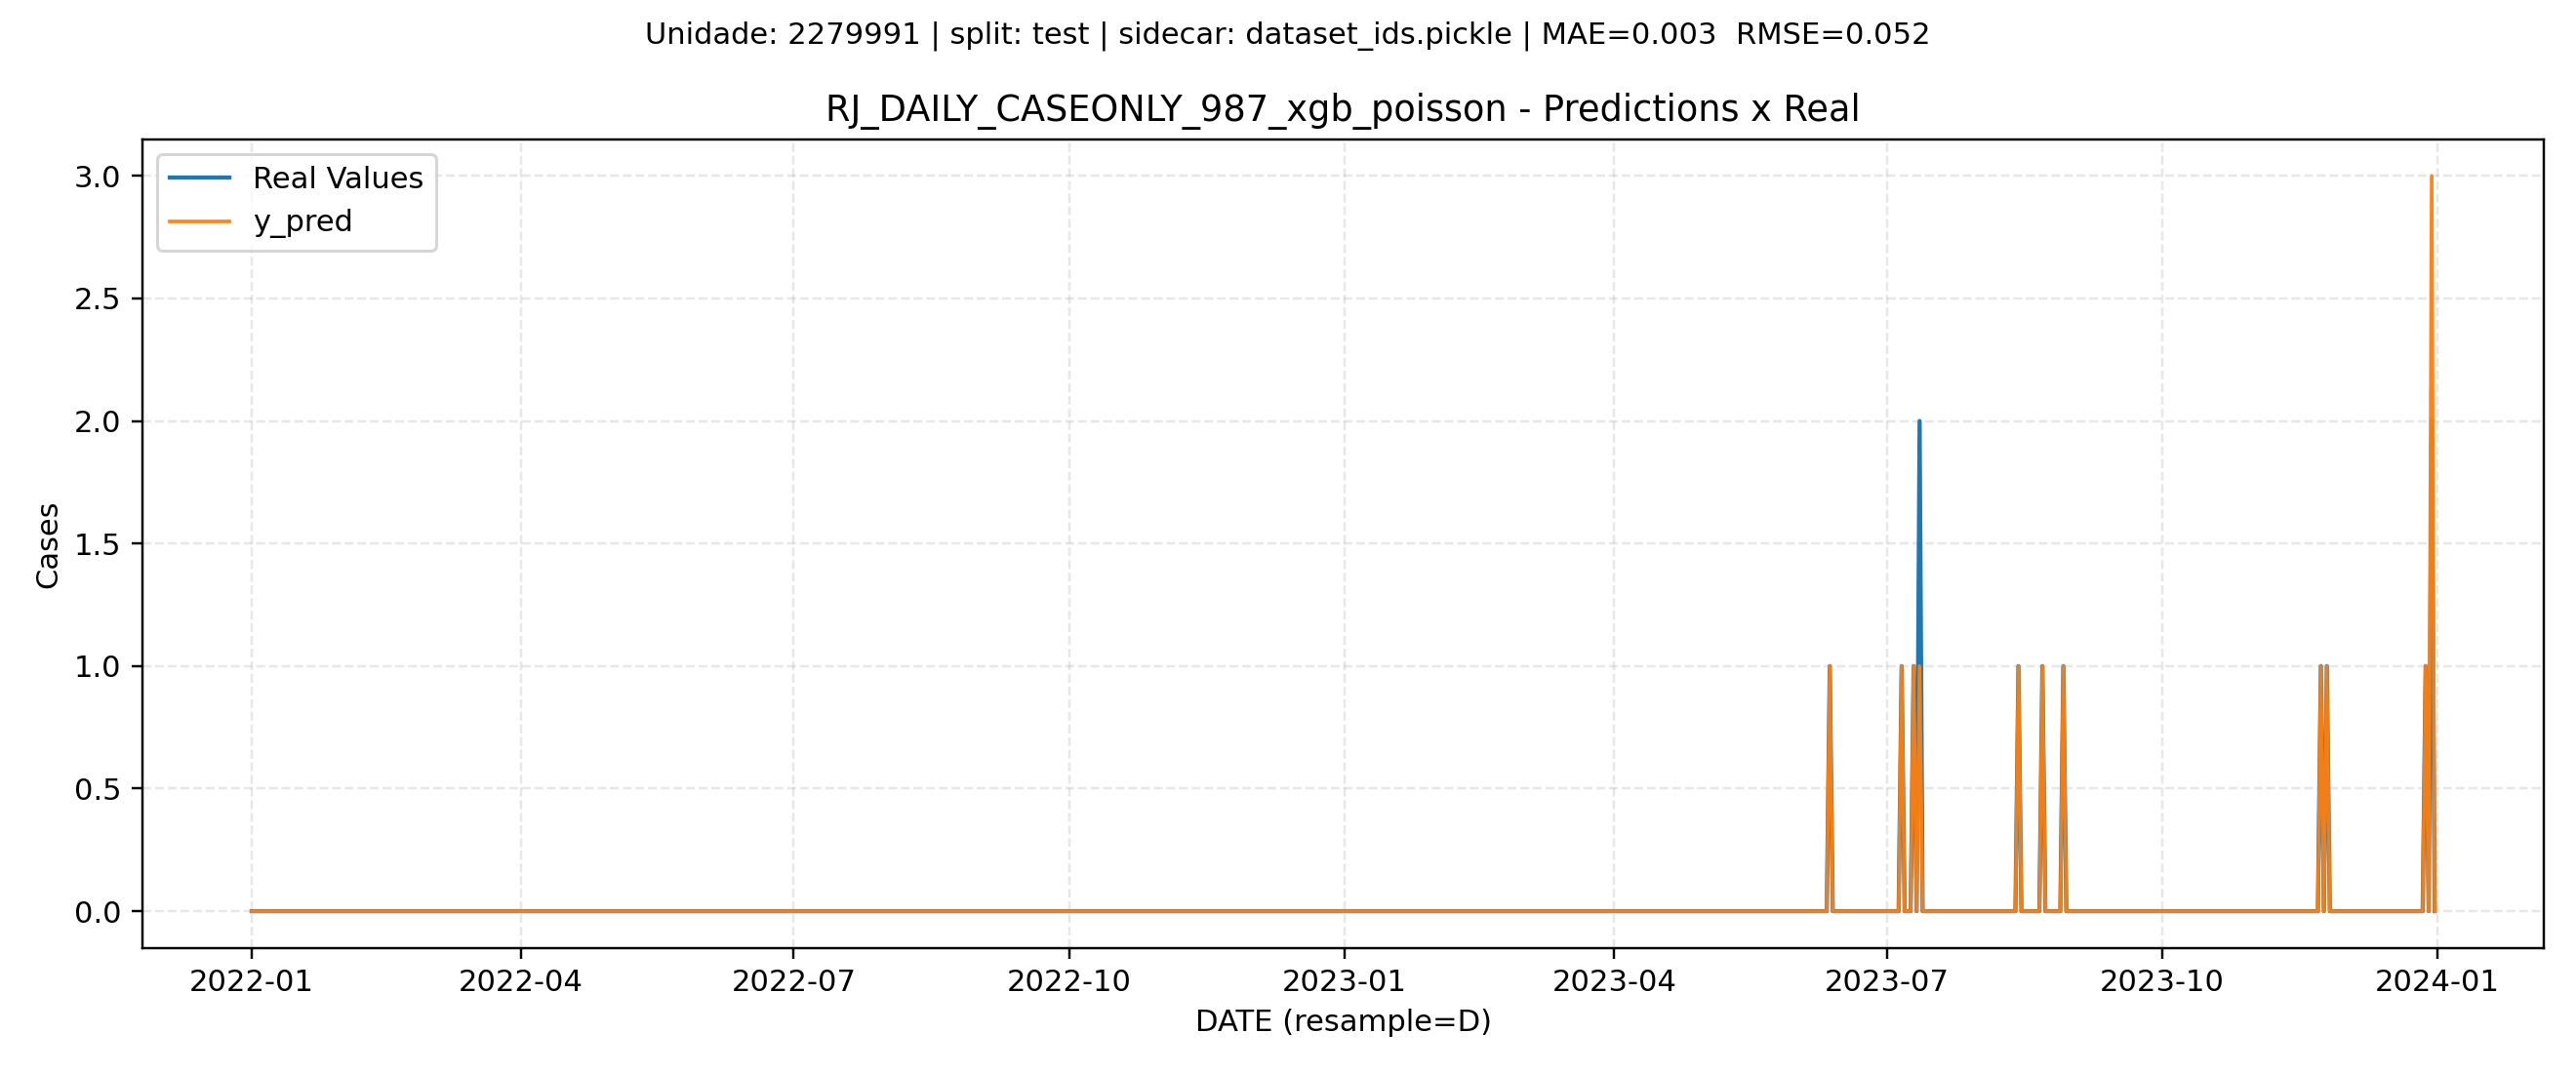 Unidade: 2279991 | split: test | sidecar: dataset_ids.pickle | MAE=0.003  RMSE=0.052
RJ_DAILY_CASEONLY_987_xgb_poisson - Predictions x Real
Real Values
y_pred
3.0
2.5
2.0
1.5
1.0
0.5
0.0
Cases
2022-01
2022-04
2022-07
2022-10
2023-01
2023-04
2023-07
2023-10
2024-01
DATE (resample=D)